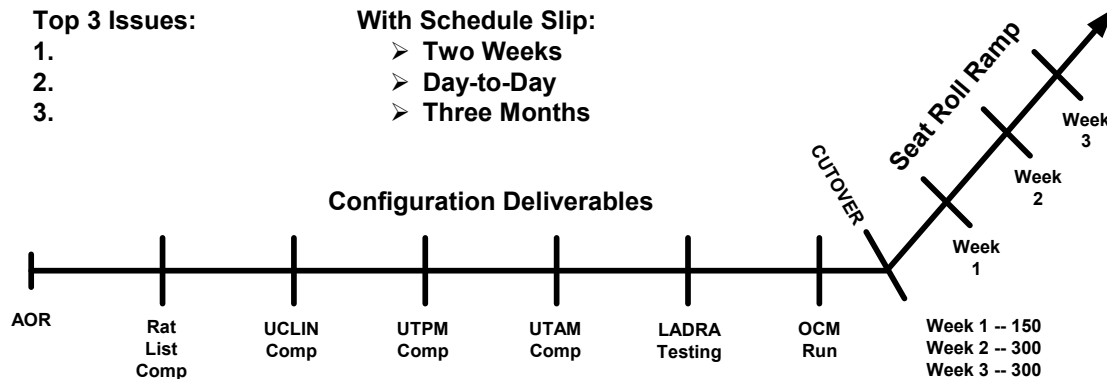 Top 3 Issues:
1.
2.
3.
With Schedule Slip:
➢ Two Weeks
➢ Day-to-Day
➢ Three Months
Seat Roll Ramp
Week
3
Week
2
Week
1
CUTOVER
Configuration Deliverables
AOR
Rat
List
Comp
UCLIN
Comp
UTPM
Comp
UTAM
Comp
LADRA
Testing
OCM
Run
Week 1 -- 150
Week 2 -- 300
Week 3 -- 300